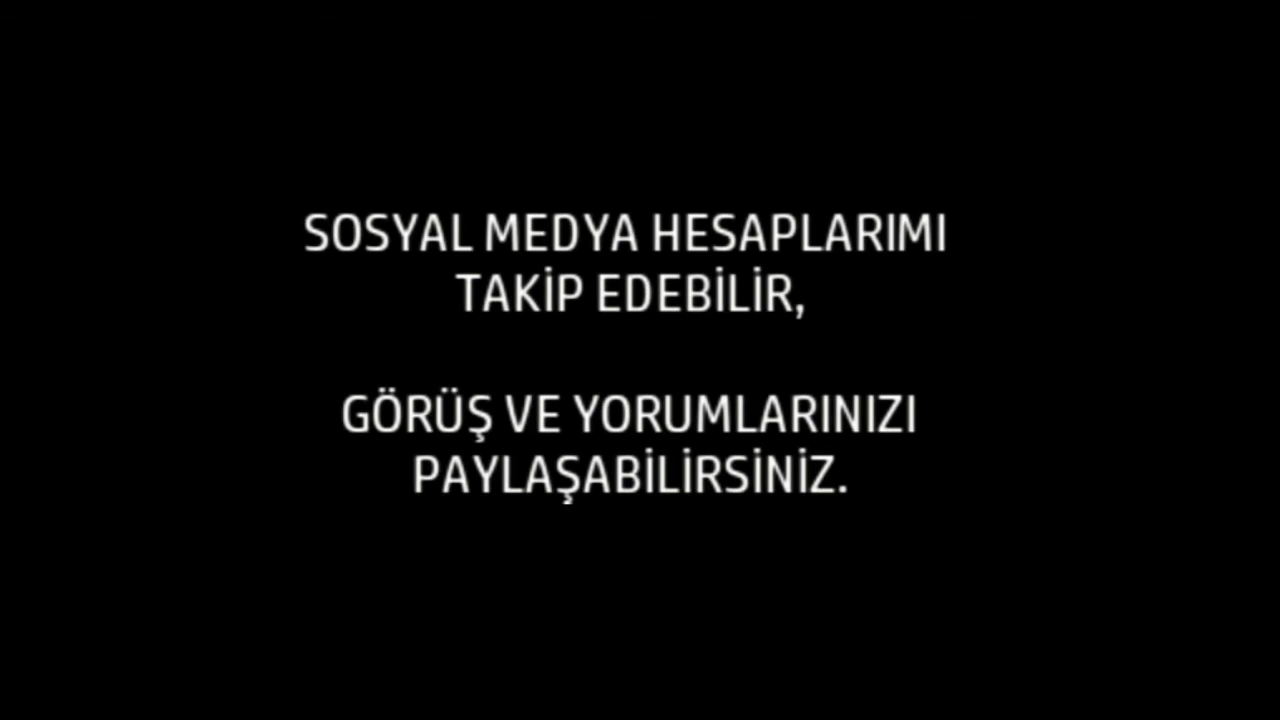 SOSYAL MEDYA HESAPLARIMI
TAKİP EDEBİLİR,
GÖRÜŞ VE YORUMLARINIZI
PAYLAŞABİLİRSİNİZ.